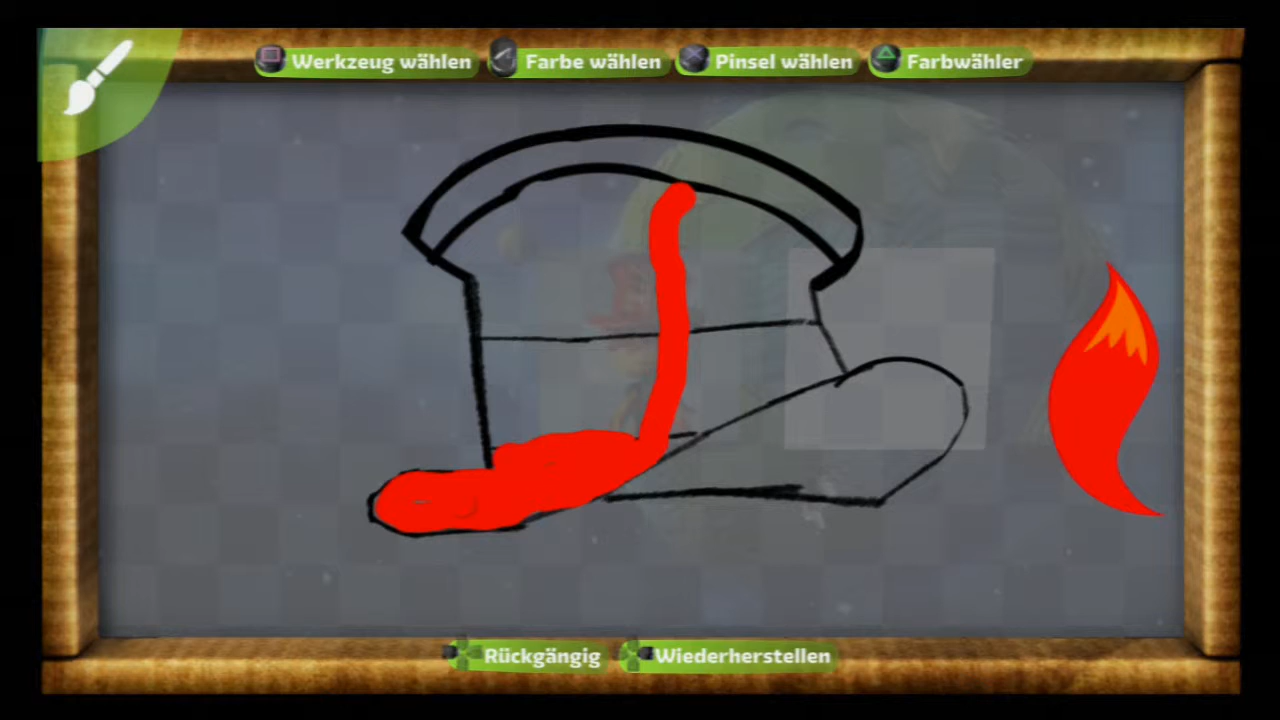 Werkzeug wählen
Farbe wählen
Pinsel wählen
Farbwähler
Rückgängig
Wiederherstellen